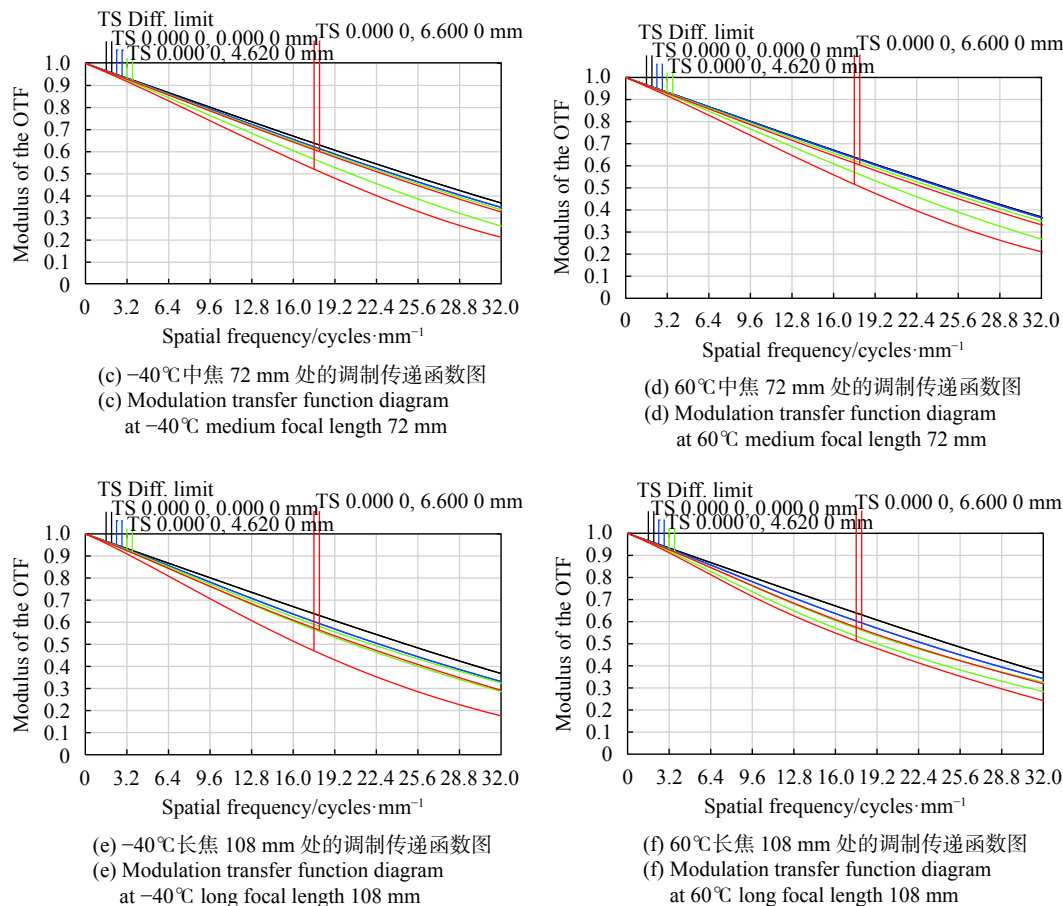 TS Diff. limit
TS 0.000 0, 0.000 0 mm
TS 0.000 0, 4.620 0 mm
TS 0.000 0, 6.600 0 mm
1.0
0.9
0.8
0.7
0.6
0.5
0.4
0.3
0.2
0.1
0
Modulus of the OTF
0 3.2 6.4 9.6 12.8 16.0 19.2 22.4 25.6 28.8 32.0
Spatial frequency/cycles·mm⁻¹
(c) −40℃中焦 72 mm 处的调制传递函数图
(c) Modulation transfer function diagram
at −40℃ medium focal length 72 mm
TS Diff. limit
TS 0.000 0, 0.000 0 mm
TS 0.000 0, 4.620 0 mm
TS 0.000 0, 6.600 0 mm
1.0
0.9
0.8
0.7
0.6
0.5
0.4
0.3
0.2
0.1
0
Modulus of the OTF
0 3.2 6.4 9.6 12.8 16.0 19.2 22.4 25.6 28.8 32.0
Spatial frequency/cycles·mm⁻¹
(d) 60℃中焦 72 mm 处的调制传递函数图
(d) Modulation transfer function diagram
at 60℃ medium focal length 72 mm
TS Diff. limit
TS 0.000 0, 0.000 0 mm
TS 0.000 0, 4.620 0 mm
TS 0.000 0, 6.600 0 mm
1.0
0.9
0.8
0.7
0.6
0.5
0.4
0.3
0.2
0.1
0
Modulus of the OTF
0 3.2 6.4 9.6 12.8 16.0 19.2 22.4 25.6 28.8 32.0
Spatial frequency/cycles·mm⁻¹
(e) −40℃长焦 108 mm 处的调制传递函数图
(e) Modulation transfer function diagram
at −40℃ long focal length 108 mm
TS Diff. limit
TS 0.000 0, 0.000 0 mm
TS 0.000 0, 4.620 0 mm
TS 0.000 0, 6.600 0 mm
1.0
0.9
0.8
0.7
0.6
0.5
0.4
0.3
0.2
0.1
0
Modulus of the OTF
0 3.2 6.4 9.6 12.8 16.0 19.2 22.4 25.6 28.8 32.0
Spatial frequency/cycles·mm⁻¹
(f) 60℃长焦 108 mm 处的调制传递函数图
(f) Modulation transfer function diagram
at 60℃ long focal length 108 mm